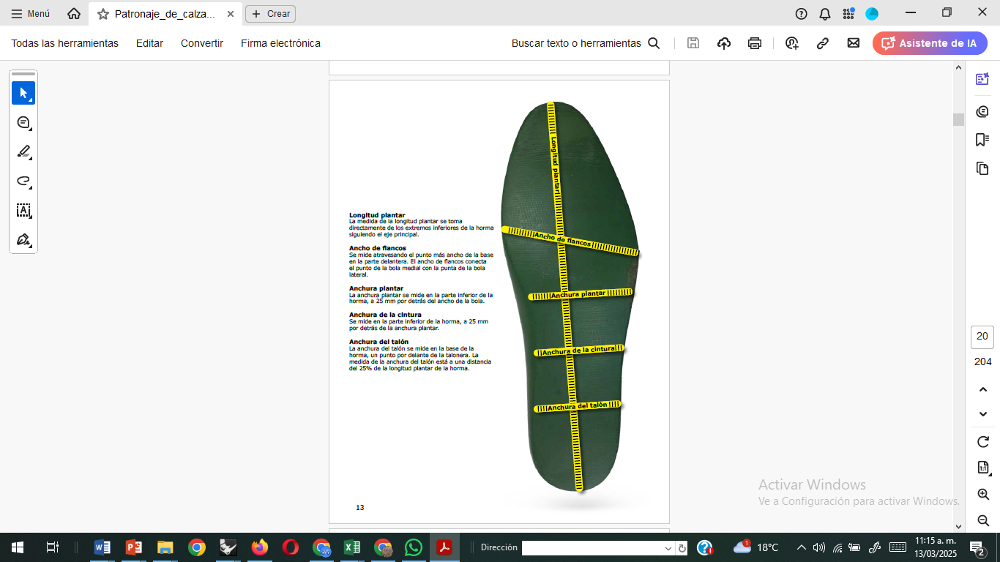 Menú
Patronaje_de_calza...
Crear
Todas las herramientas
Editar
Convertir
Firma electrónica
Buscar texto o herramientas
Asistente de IA
Longitud plantar
La medida de la longitud plantar se toma
directamente de los extremos inferiores de la horma
siguiendo el eje principal.
Ancho de flancos
Se mide atravesando el punto más ancho de la base
en la parte delantera. El ancho de flancos conecta
el punto de la bola medial con la punta de la bola
lateral.
Anchura plantar
La anchura plantar se mide en la parte inferior de la
horma, a 25 mm por detrás del ancho de la bola.
Anchura de la cintura
Se mide en la parte inferior de la horma, a 25 mm
por detrás de la anchura plantar.
Anchura del talón
La anchura del talón se mide en la base de la
horma, un punto por delante de la talonera. La
medida de la anchura del talón está a una distancia
del 25% de la longitud plantar de la horma.
Longitud plantar
Ancho de flancos
Anchura plantar
Anchura de la cintura
Anchura del talón
13
20
204
1:1
Activar Windows
Ve a Configuración para activar Windows.
Dirección
1
18°C
11:15 a. m.
13/03/2025
2